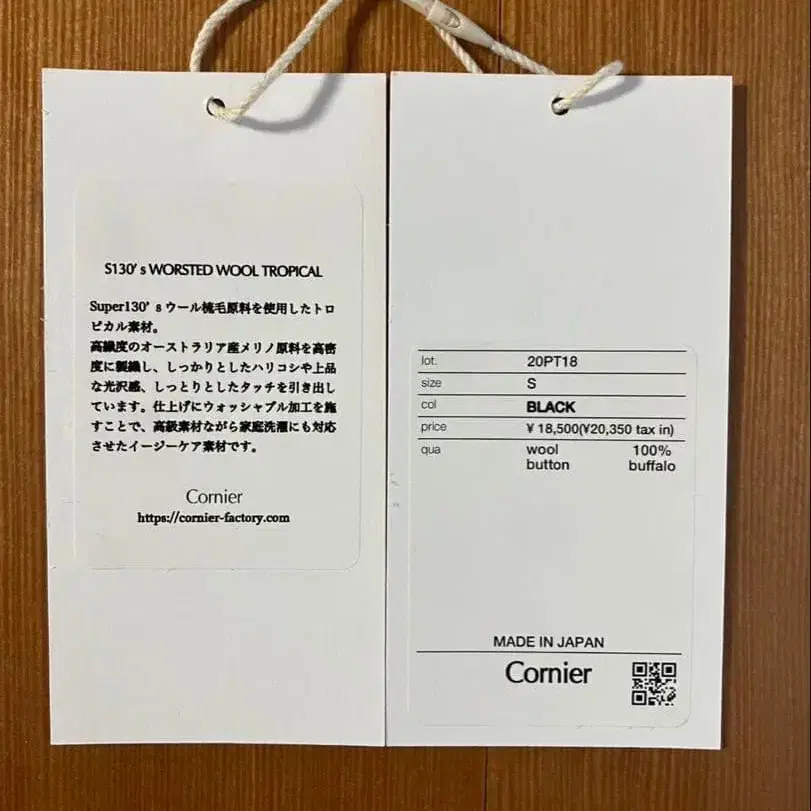 S130's WORSTED WOOL TROPICAL
Super130's ウール梳毛原料を使用したトロ
ピカル素材。
高繊度のオーストラリア産メリノ原料を高密
度に製織し、しっかりとしたハリコシや上品
な光沢感、しっとりとしたタッチを引き出し
ています。仕上げにウォッシャブル加工を施
すことで、高級素材ながら家庭洗濯にも対応
させたイージーケア素材です。
Cornier
https://cornier-factory.com
lot. 20PT18
size S
col BLACK
price ¥ 18,500(¥20,350 tax in)
qua wool 100%
button buffalo
MADE IN JAPAN
Cornier